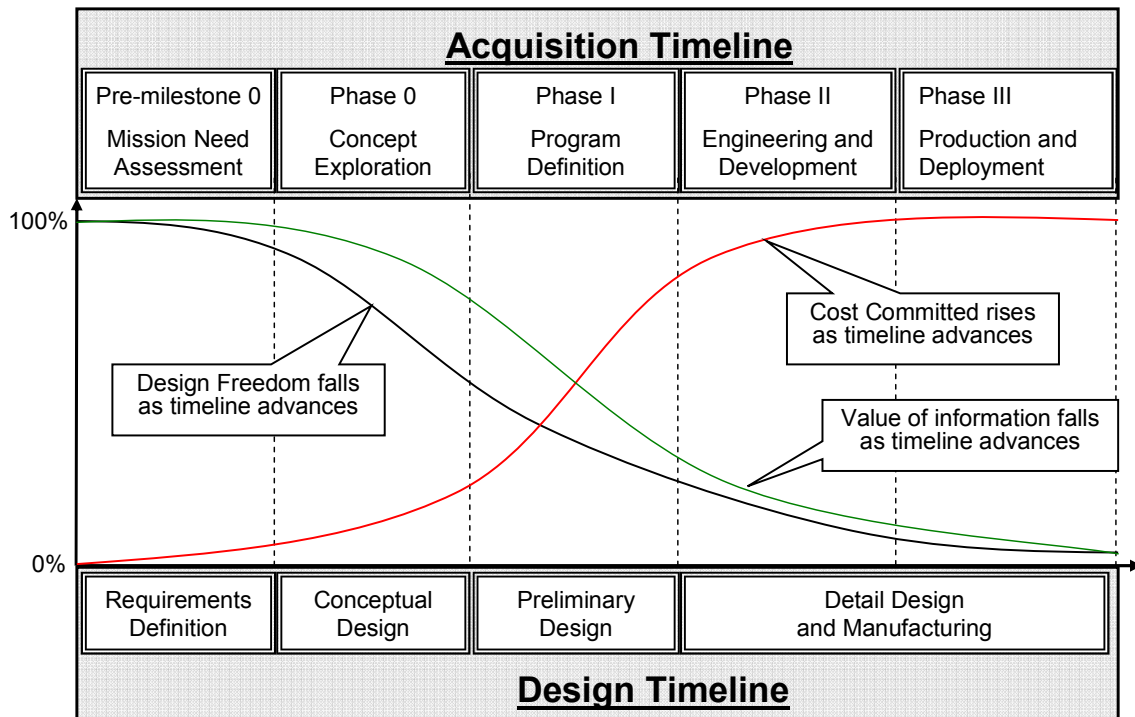 Acquisition Timeline
Pre-milestone 0
Mission Need
Assessment
Phase 0
Concept
Exploration
Phase I
Program
Definition
Phase II
Engineering and
Development
Phase III
Production and
Deployment
100%
Cost Committed rises
as timeline advances
Design Freedom falls
as timeline advances
Value of information falls
as timeline advances
0%
Requirements
Definition
Conceptual
Design
Preliminary
Design
Detail Design
and Manufacturing
Design Timeline